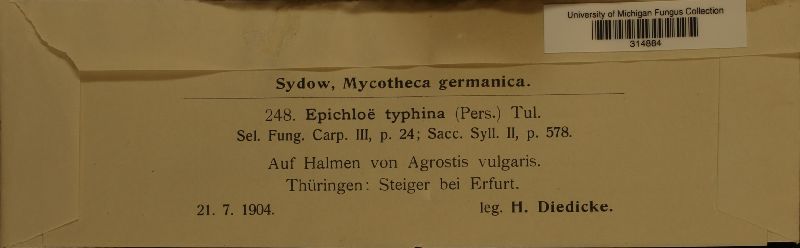 University of Michigan Fungus Collection
314884
Sydow, Mycotheca germanica.
248. Epichloë typhina (Pers.) Tul.
Sel. Fung. Carp. III, p. 24; Sacc. Syll. II, p. 578.
Auf Halmen von Agrostis vulgaris.
Thüringen: Steiger bei Erfurt.
21. 7. 1904. leg. H. Diedicke.